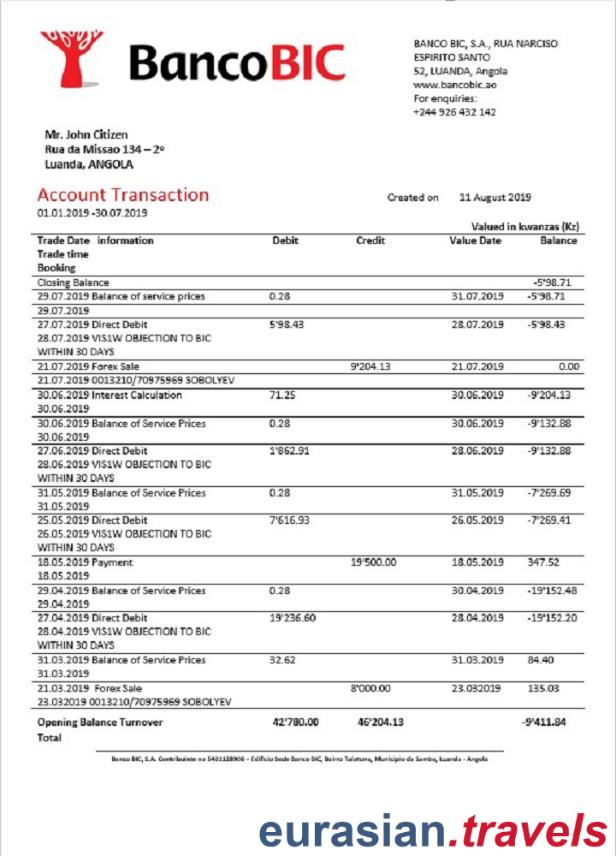 BancoBIC
BANCO BIC, S.A., RUA NARCISO
ESPIRITO SANTO
52, LUANDA, Angola
www.bancobic.ao
For enquiries:
+244 926 432 142
Mr. John Citizen
Rua da Missao 134 – 2º
Luanda, ANGOLA
Account Transaction
Created on 11 August 2019
01.01.2019 -30.07.2019
Valued in kwanzas (Kz)
Trade Date information Debit Credit Value Date Balance
Trade time
Booking
Closing Balance -5'98.71
29.07.2019 Balance of service prices 0.28 31.07.2019 -5'98.71
29.07.2019
27.07.2019 Direct Debit 5'98.43 28.07.2019 -5'98.43
28.07.2019 VIS1W OBJECTION TO BIC
WITHIN 30 DAYS
21.07.2019 Forex Sale 9'204.13 21.07.2019 0.00
21.07.2019 0013210/70975969 SOBOLYEV
30.06.2019 Interest Calculation 71.25 30.06.2019 -9'204.13
30.06.2019
30.06.2019 Balance of Service Prices 0.28 30.06.2019 -9'132.88
30.06.2019
27.06.2019 Direct Debit 1'862.91 28.06.2019 -9'132.88
28.06.2019 VIS1W OBJECTION TO BIC
WITHIN 30 DAYS
31.05.2019 Balance of Service Prices 0.28 31.05.2019 -7'269.69
31.05.2019
25.05.2019 Direct Debit 7'616.93 26.05.2019 -7'269.41
26.05.2019 VIS1W OBJECTION TO BIC
WITHIN 30 DAYS
18.05.2019 Payment 19'500.00 18.05.2019 347.52
18.05.2019
29.04.2019 Balance of Service Prices 0.28 30.04.2019 -19'152.48
29.04.2019
27.04.2019 Direct Debit 19'236.60 28.04.2019 -19'152.20
28.04.2019 VIS1W OBJECTION TO BIC
WITHIN 30 DAYS
31.03.2019 Balance of Service Prices 32.62 31.03.2019 84.40
31.03.2019
21.03.2019 Forex Sale 8'000.00 23.032019 135.03
23.032019 0013210/70975969 SOBOLYEV
Opening Balance Turnover 42'780.00 46'204.13 -9'411.84
Total
Banco BIC, S.A. Contribuinte no 5401128908 – Edifício Sede Banco BIC, Bairro Talatona, Município da Samba, Luanda - Angola
eurasian.travels